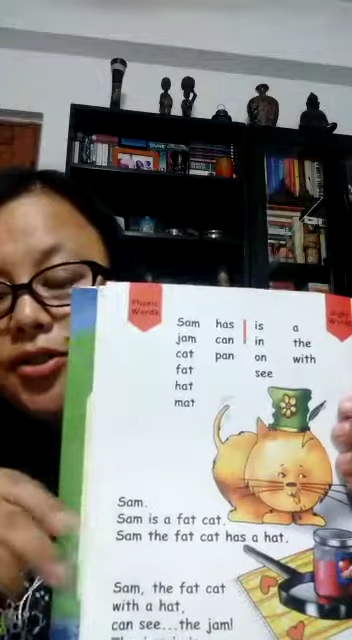 Phonic Words
Sight Words
Sam has is a
jam can in the
cat pan on with
fat see
hat
mat
Sam.
Sam is a fat cat.
Sam the fat cat has a hat.
Sam, the fat cat
with a hat,
can see...the jam!